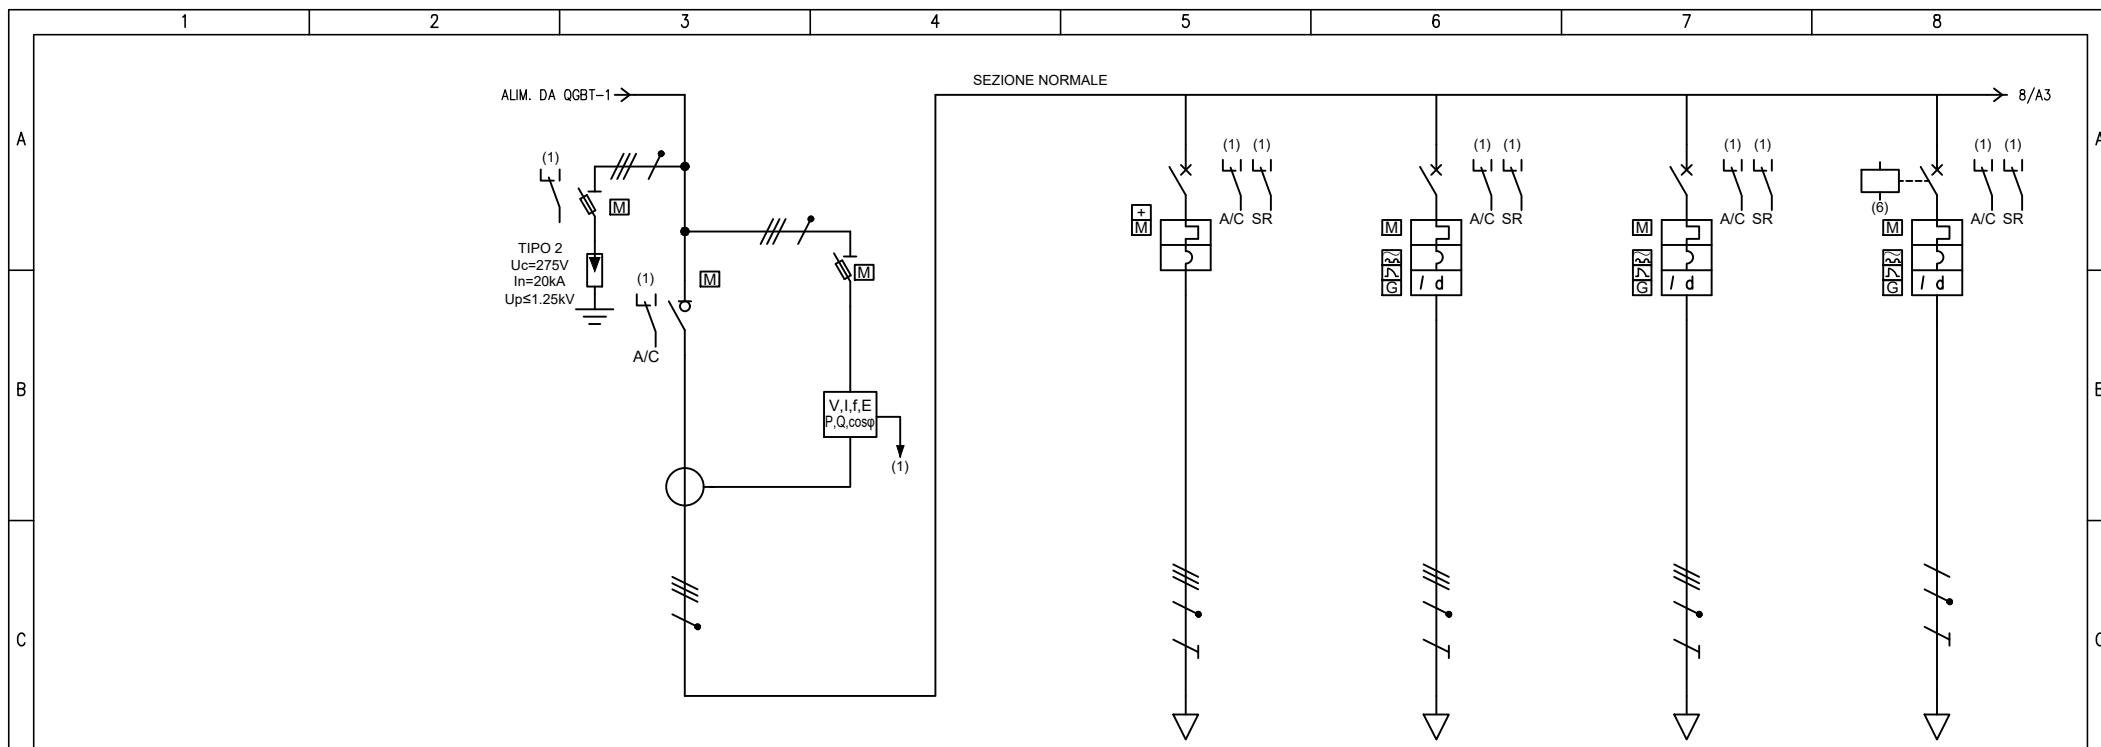 1 2 3 4 5 6 7 8
SEZIONE NORMALE
ALIM. DA QGBT-1
8/A3
A
A
(1)
(1) (1)
(1) (1)
(1) (1)
(1) (1)
M
A/C SR
A/C SR
A/C SR
(6)
A/C SR
+
M
M
M
M
TIPO 2
Uc=275V
In=20kA
Up≤1.25kV
(1)
M
M
I d
I d
I d
G
G
G
A/C
B
B
V,I,f,E
P,Q,cosφ
(1)
C
C